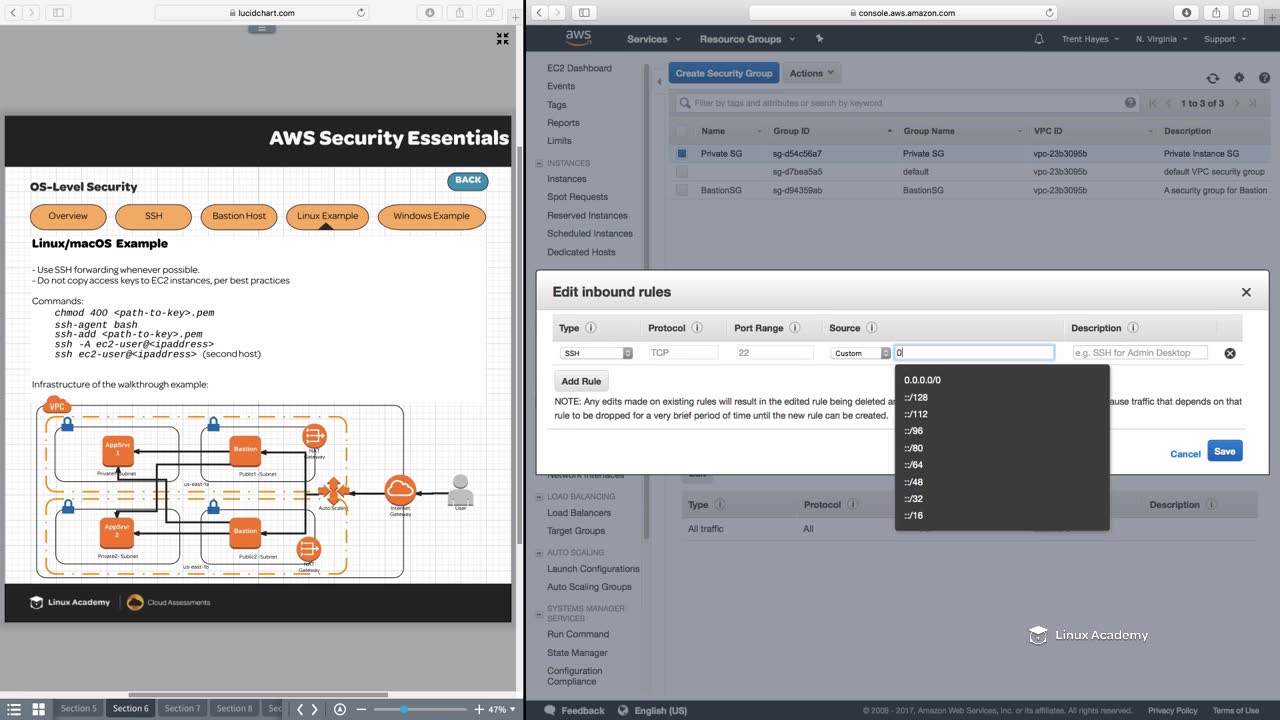 lucidchart.com
AWS Security Essentials
OS-Level Security
BACK
Overview
SSH
Bastion Host
Linux Example
Windows Example
Linux/macOS Example
- Use SSH forwarding whenever possible.
- Do not copy access keys to EC2 instances, per best practices
Commands:
chmod 400 <path-to-key>.pem
ssh-agent bash
ssh-add <path-to-key>.pem
ssh -A ec2-user@<ipaddress>
ssh ec2-user@<ipaddress> (second host)
Infrastructure of the walkthrough example:
VPC
AppSrvr
1
Bastion
NAT
Gateway
Private1-Subnet
Public1-Subnet
us-east-1a
Auto Scaling
Internet
Gateway
User
AppSrvr
2
Bastion
Private2-Subnet
Public2-Subnet
NAT
Gateway
us-east-1b
Linux Academy
Cloud Assessments
Section 5
Section 6
Section 7
Section 8
Sec
47%
console.aws.amazon.com
aws
Services
Resource Groups
Trent Hayes
N. Virginia
Support
EC2 Dashboard
Events
Tags
Reports
Limits
INSTANCES
Instances
Spot Requests
Reserved Instances
Scheduled Instances
Dedicated Hosts
Create Security Group
Actions
Filter by tags and attributes or search by keyword
1 to 3 of 3
Name Group ID Group Name VPC ID Description
Private SG sg-d54c56a7 Private SG vpc-23b3095b Private Instance SG
sg-d7bea5a5 default vpc-23b3095b default VPC security group
BastionSG sg-d94359ab BastionSG vpc-23b3095b A security group for Bastion
Edit inbound rules
Type Protocol Port Range Source Description
SSH TCP 22 Custom 0 e.g. SSH for Admin Desktop
Add Rule
0.0.0.0/0
::/128
::/112
::/96
::/80
::/64
::/48
::/32
::/16
NOTE: Any edits made on existing rules will result in the edited rule being deleted an ause traffic that depends on that
rule to be dropped for a very brief period of time until the new rule can be created.
Cancel
Save
Network Interfaces
LOAD BALANCING
Load Balancers
Target Groups
AUTO SCALING
Launch Configurations
Auto Scaling Groups
SYSTEMS MANAGER
SERVICES
Run Command
State Manager
Configuration
Compliance
Type Protocol Description
All traffic All
Linux Academy
Feedback
English (US)
© 2008 - 2017, Amazon Web Services, Inc. or its affiliates. All rights reserved.
Privacy Policy
Terms of Use